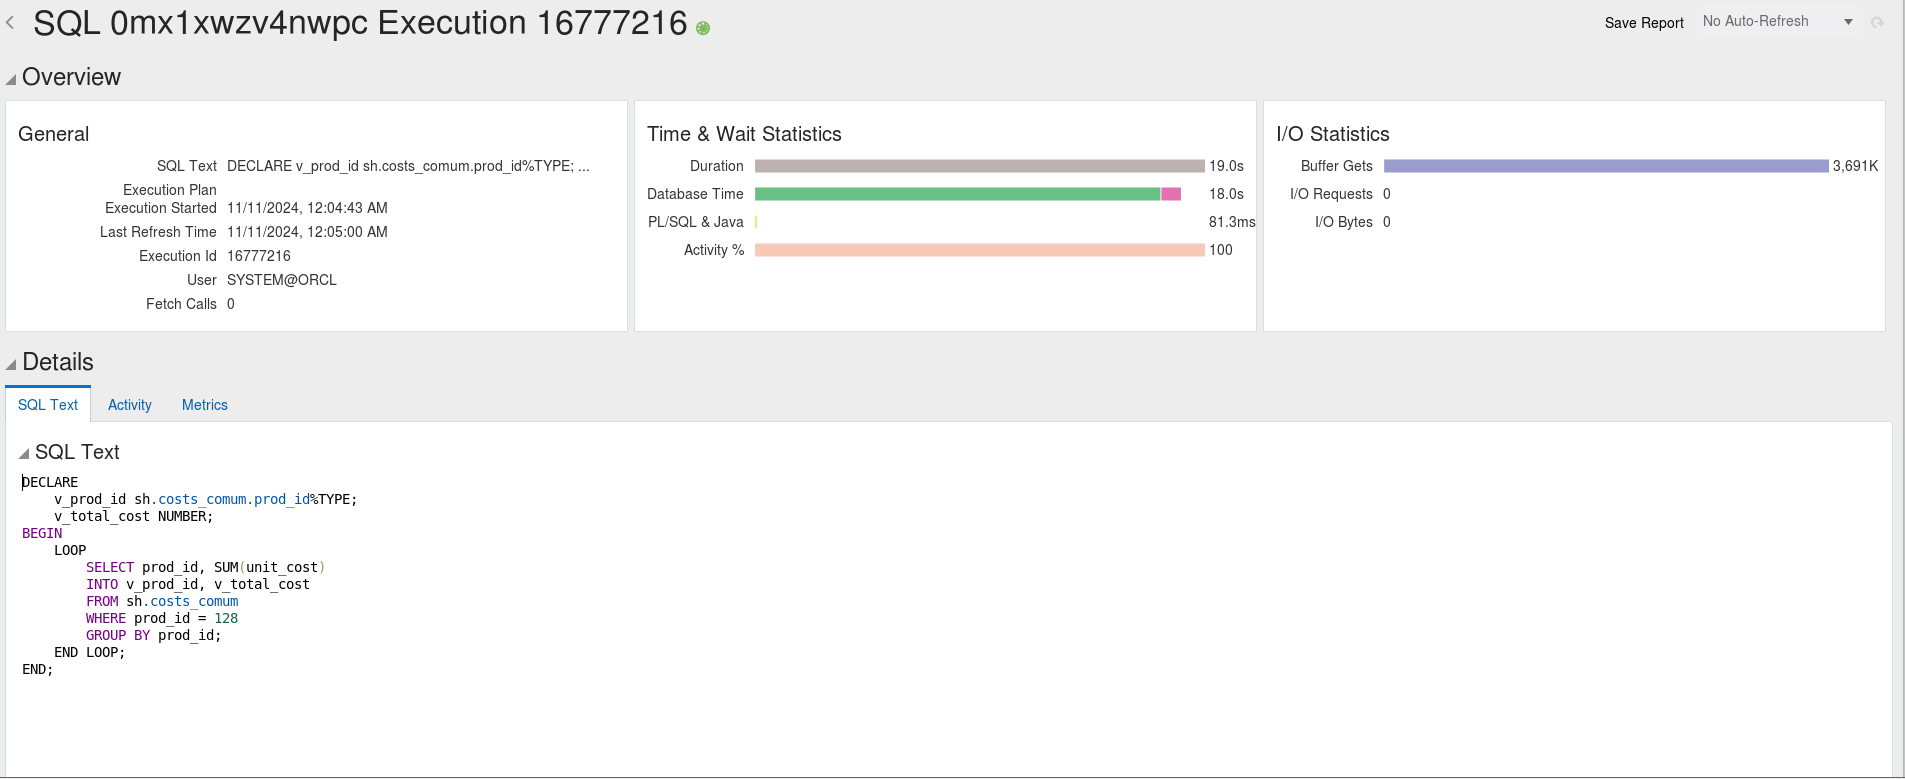 SQL 0mx1xwzv4nwpc Execution 16777216
Save Report No Auto-Refresh
Overview
General
SQL Text DECLARE v_prod_id sh.costs_comum.prod_id%TYPE; ...
Execution Plan
Execution Started 11/11/2024, 12:04:43 AM
Last Refresh Time 11/11/2024, 12:05:00 AM
Execution Id 16777216
User SYSTEM@ORCL
Fetch Calls 0
Time & Wait Statistics
Duration 19.0s
Database Time 18.0s
PL/SQL & Java 81.3ms
Activity % 100
I/O Statistics
Buffer Gets 3,691K
I/O Requests 0
I/O Bytes 0
Details
SQL Text Activity Metrics
SQL Text
DECLARE
    v_prod_id sh.costs_comum.prod_id%TYPE;
    v_total_cost NUMBER;
BEGIN
    LOOP
        SELECT prod_id, SUM(unit_cost)
        INTO v_prod_id, v_total_cost
        FROM sh.costs_comum
        WHERE prod_id = 128
        GROUP BY prod_id;
    END LOOP;
END;